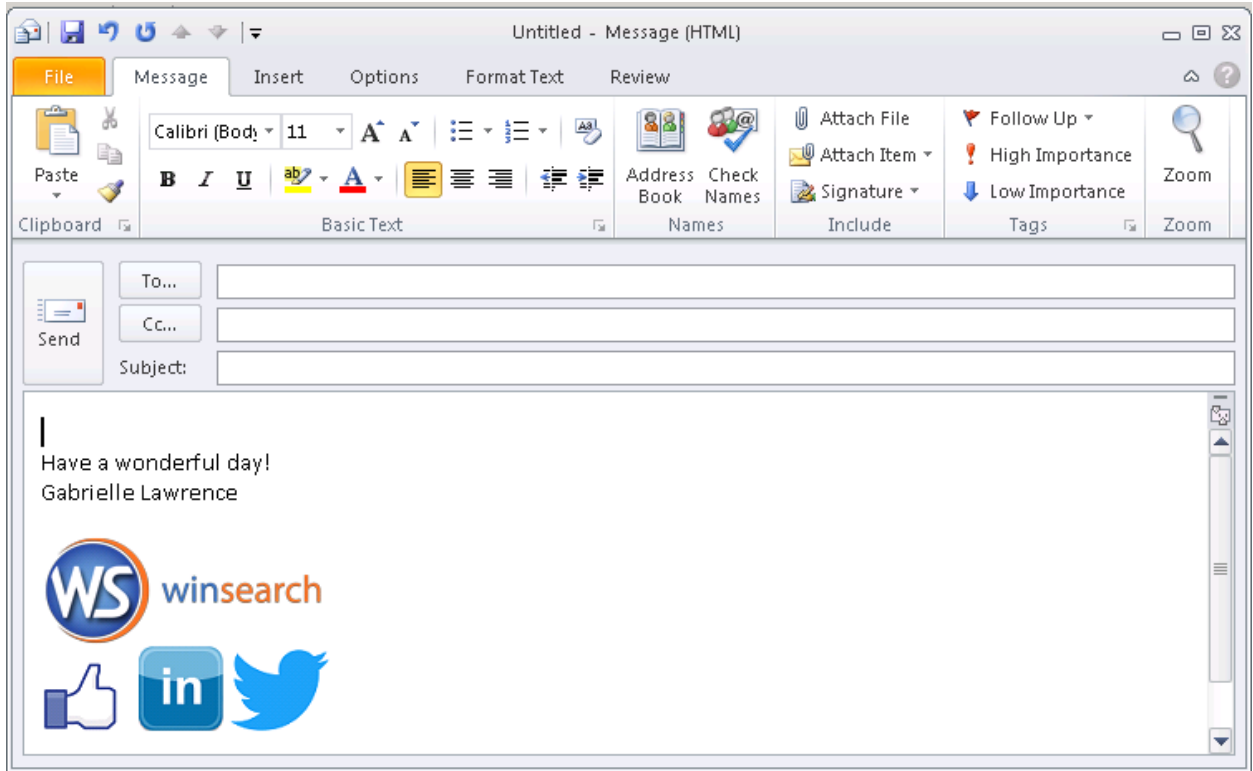 Untitled - Message (HTML)
File Message Insert Options Format Text Review
Paste
Calibri (Body 11
A A
B I U ab A
Address Book
Check Names
Attach File
Attach Item
Signature
Follow Up
High Importance
Low Importance
Zoom
Clipboard Basic Text Names Include Tags Zoom
Send
To...
Cc...
Subject:
Have a wonderful day!
Gabrielle Lawrence
WS winsearch
in